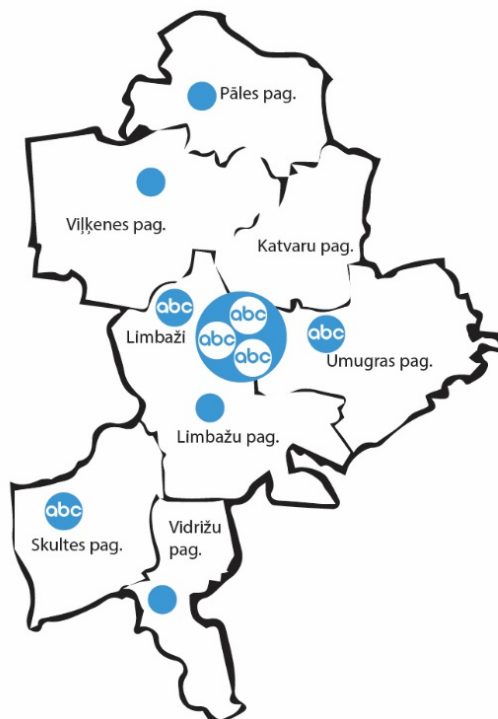 Pāles pag.
Viļķenes pag.
Katvaru pag.
abc
Limbaži
abc
abc
abc
abc
Umugras pag.
Limbažu pag.
abc
Skultes pag.
Vidrižu
pag.